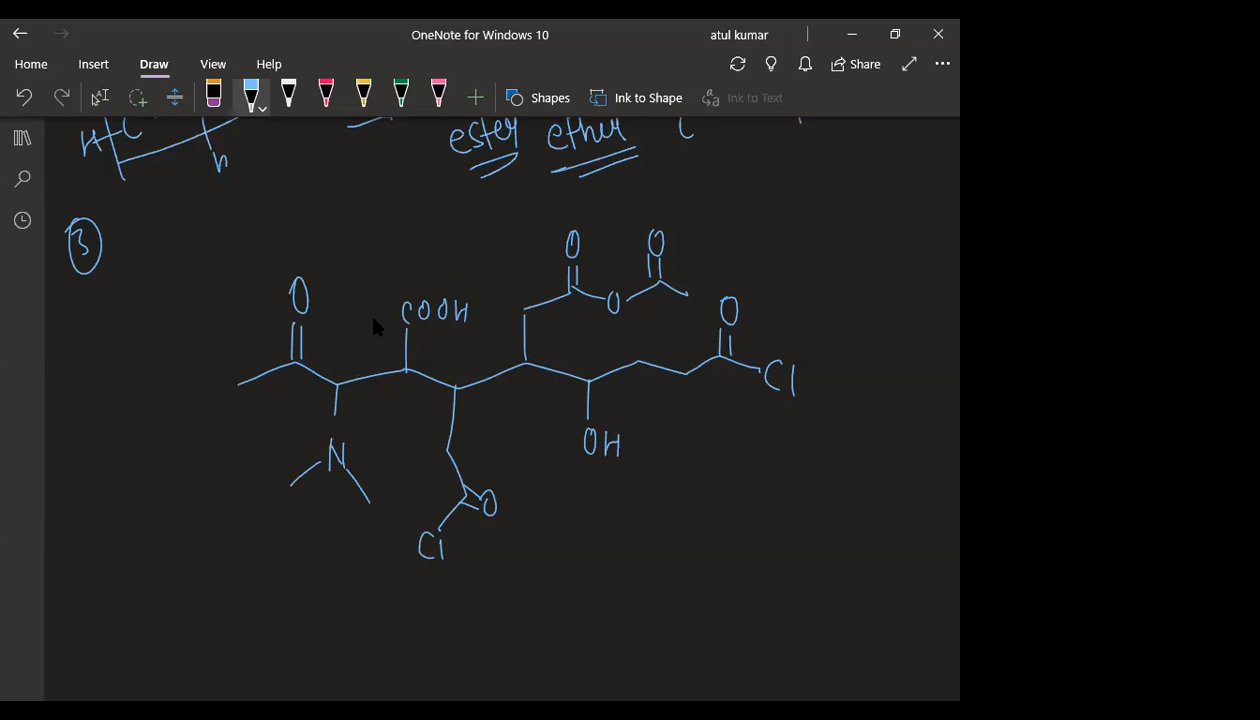 OneNote for Windows 10
atul kumar
Home Insert Draw View Help
Share
Shapes Ink to Shape Ink to Text
H C ester ether
h
3
O O
O COOH O O
Cl
N OH
O
Cl